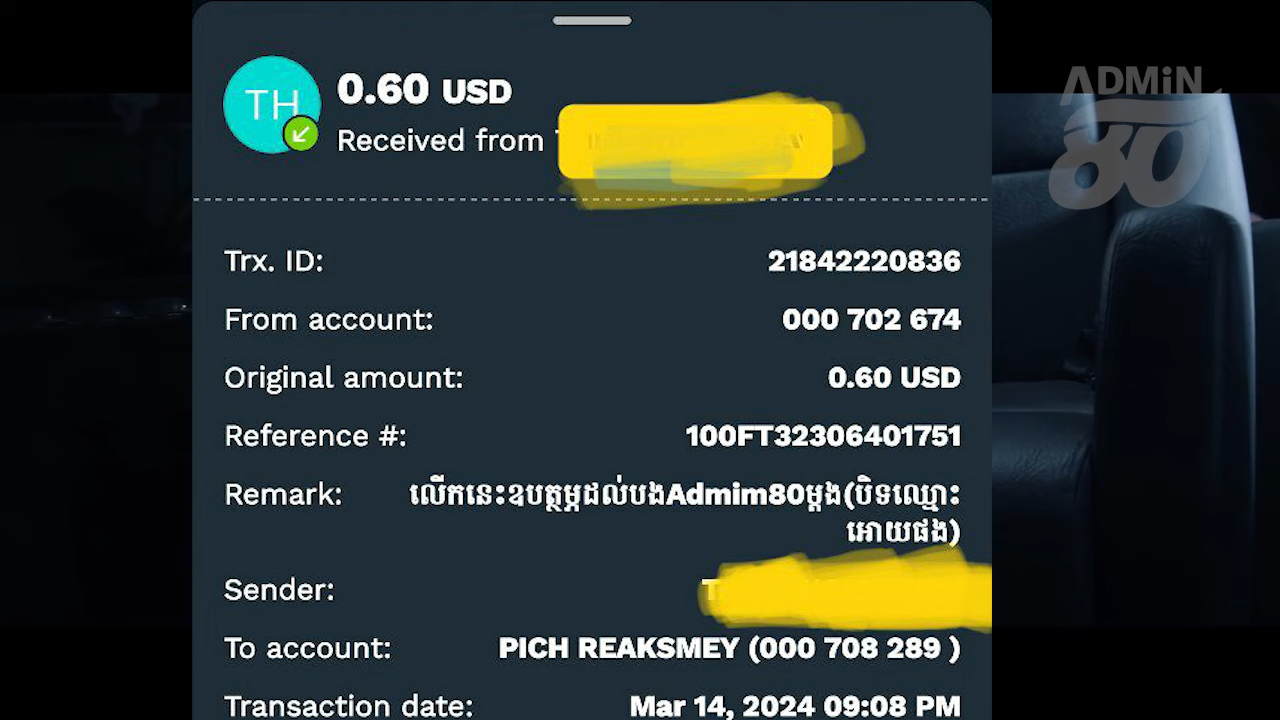 ADMiN
80
TH
0.60 USD
Received from
Trx. ID: 21842220836
From account: 000 702 674
Original amount: 0.60 USD
Reference #: 100FT32306401751
Remark: លើកនេះឧបត្ថម្ភដល់បងAdmim80ម្ដង(បិទឈ្មោះ
អោយផង)
Sender: T
To account: PICH REAKSMEY (000 708 289 )
Transaction date: Mar 14, 2024 09:08 PM